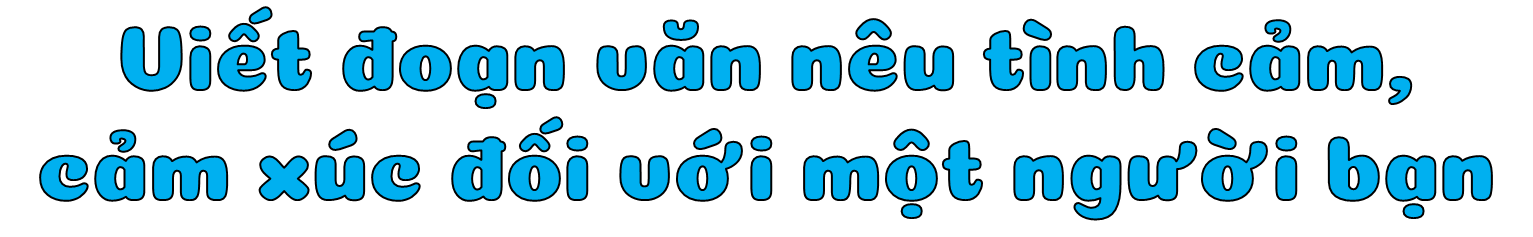 Viết đoạn văn nêu tình cảm,
cảm xúc đối với một người bạn